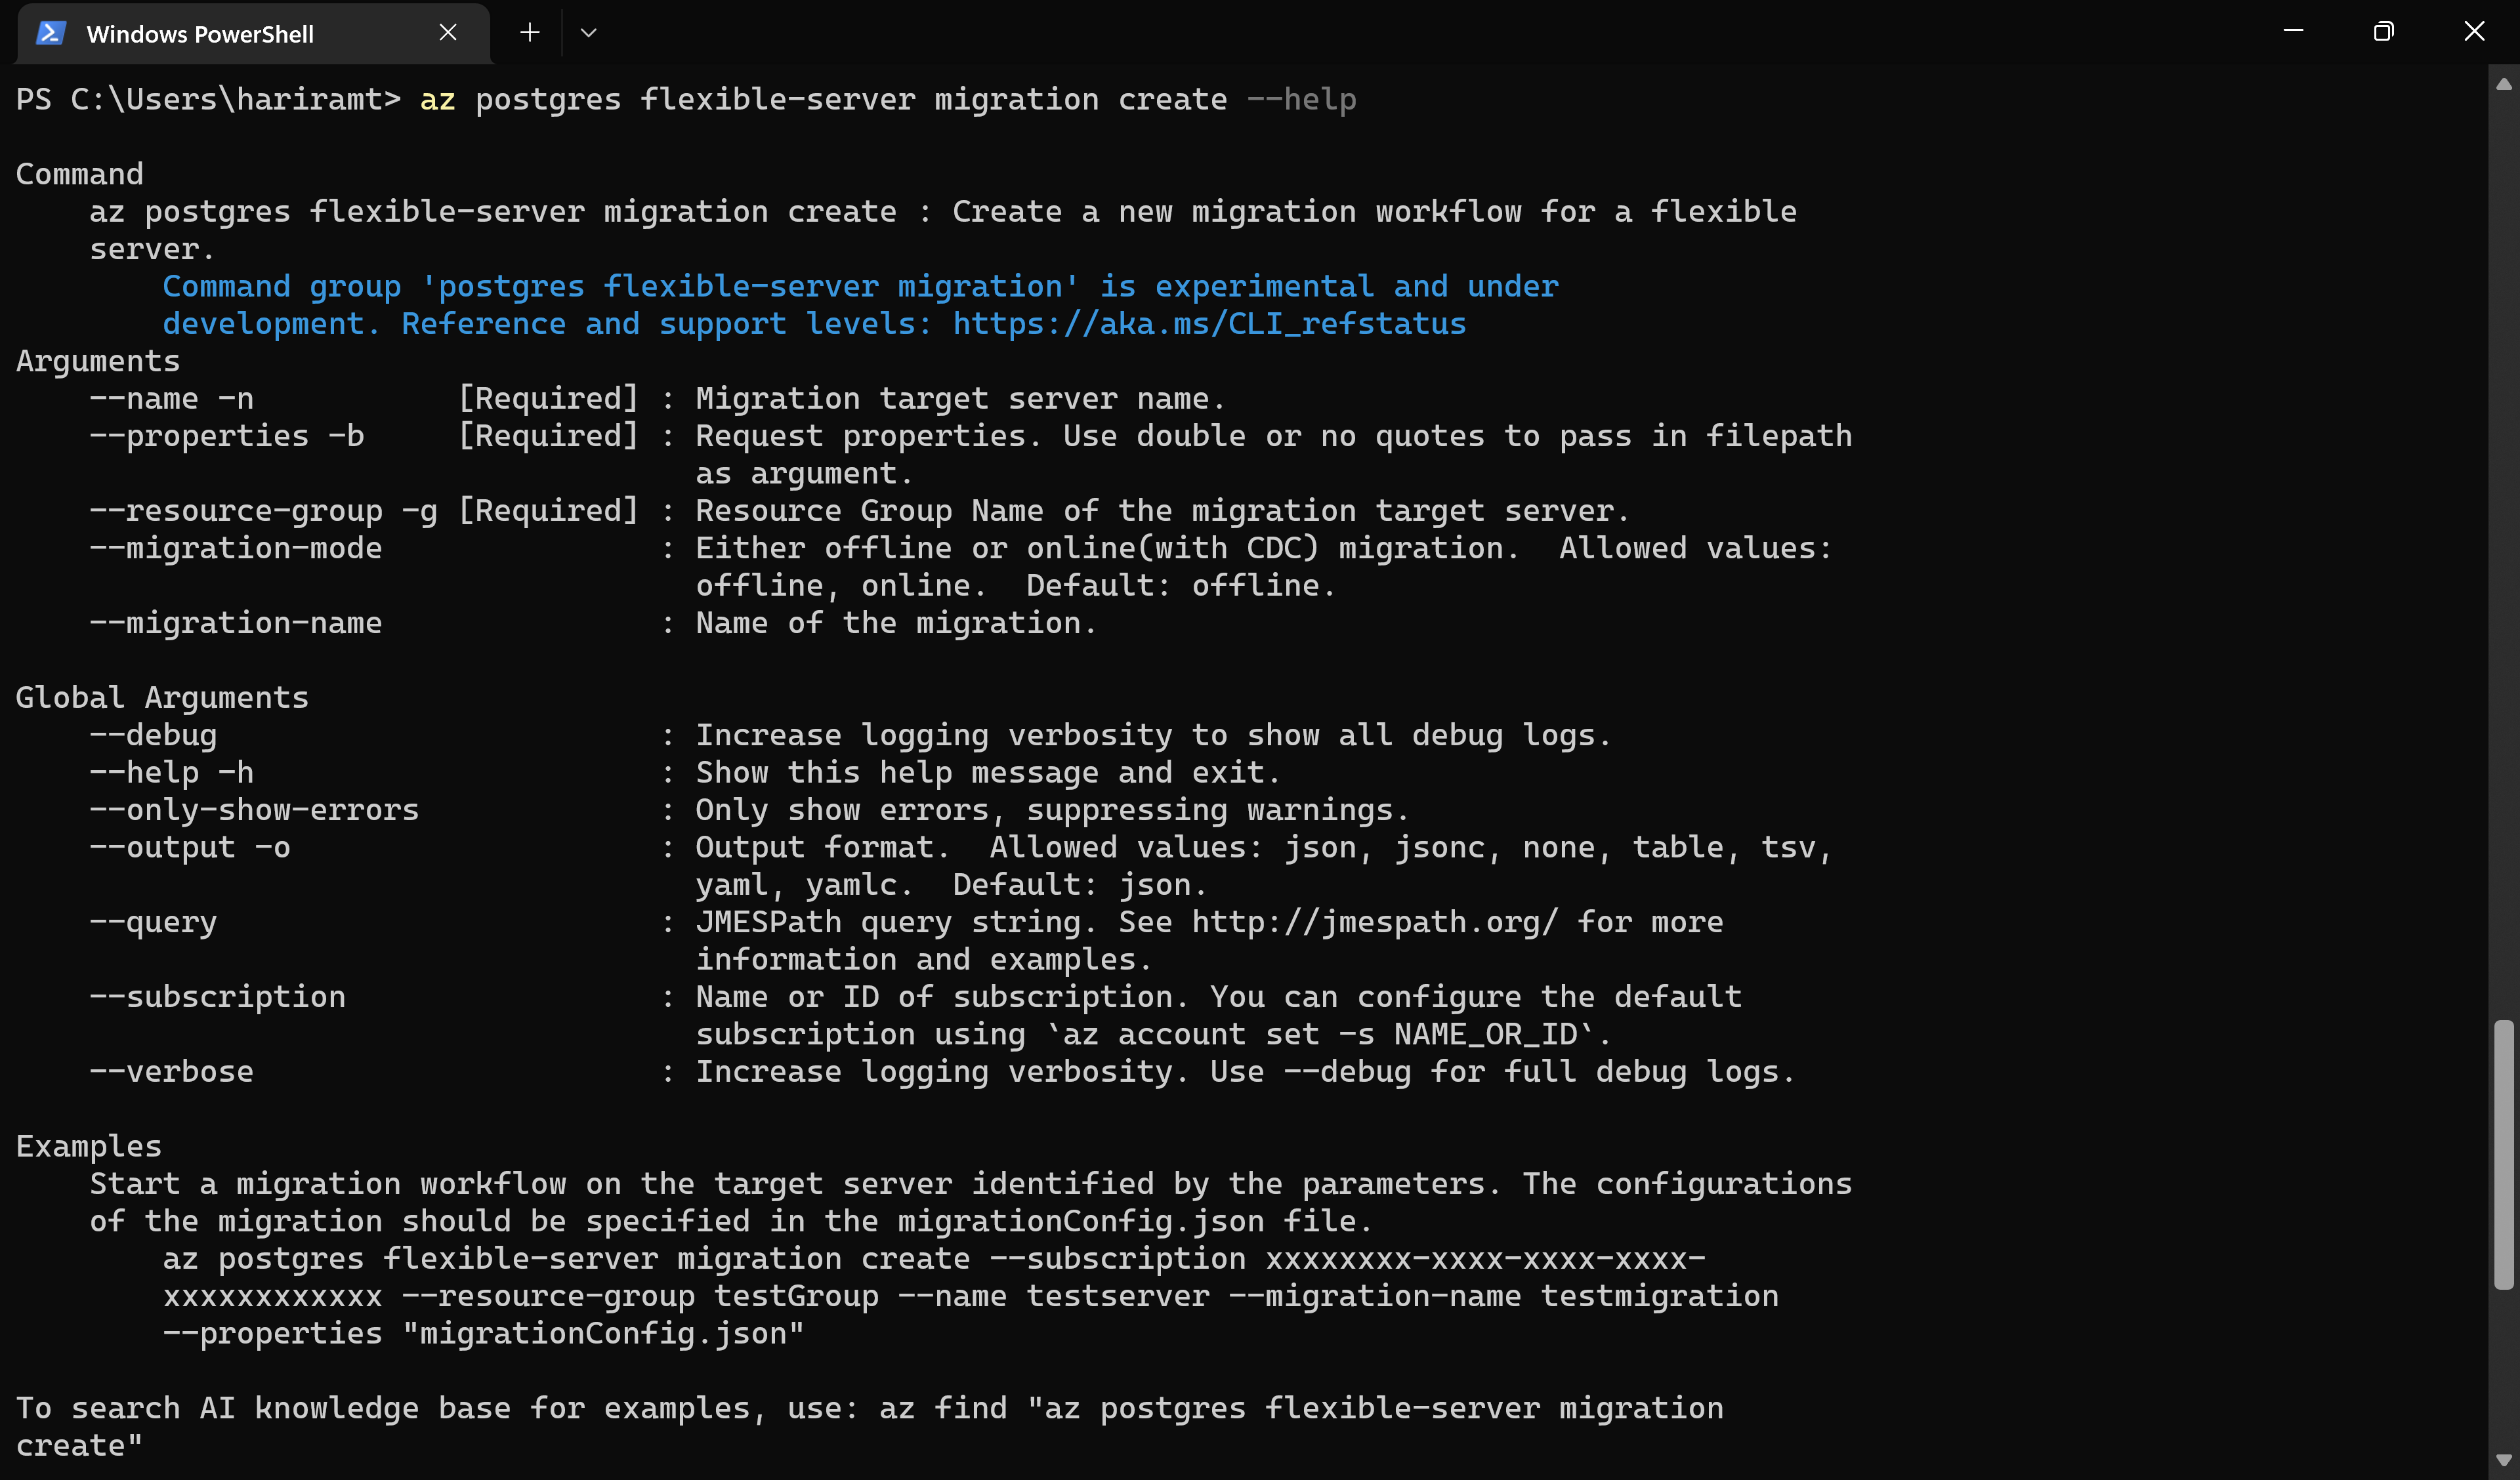 Windows PowerShell
PS C:\Users\hariramt> az postgres flexible-server migration create --help
Command
az postgres flexible-server migration create : Create a new migration workflow for a flexible
server.
Command group 'postgres flexible-server migration' is experimental and under
development. Reference and support levels: https://aka.ms/CLI_refstatus
Arguments
--name -n [Required] : Migration target server name.
--properties -b [Required] : Request properties. Use double or no quotes to pass in filepath
as argument.
--resource-group -g [Required] : Resource Group Name of the migration target server.
--migration-mode : Either offline or online(with CDC) migration.  Allowed values:
offline, online.  Default: offline.
--migration-name : Name of the migration.
Global Arguments
--debug : Increase logging verbosity to show all debug logs.
--help -h : Show this help message and exit.
--only-show-errors : Only show errors, suppressing warnings.
--output -o : Output format.  Allowed values: json, jsonc, none, table, tsv,
yaml, yamlc.  Default: json.
--query : JMESPath query string. See http://jmespath.org/ for more
information and examples.
--subscription : Name or ID of subscription. You can configure the default
subscription using `az account set -s NAME_OR_ID`.
--verbose : Increase logging verbosity. Use --debug for full debug logs.
Examples
Start a migration workflow on the target server identified by the parameters. The configurations
of the migration should be specified in the migrationConfig.json file.
az postgres flexible-server migration create --subscription xxxxxxxx-xxxx-xxxx-xxxx-
xxxxxxxxxxxx --resource-group testGroup --name testserver --migration-name testmigration
--properties "migrationConfig.json"
To search AI knowledge base for examples, use: az find "az postgres flexible-server migration
create"